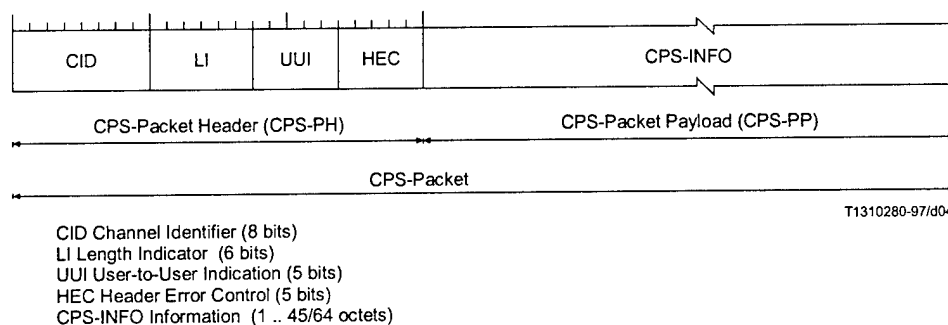 CID LI UUI HEC CPS-INFO
CPS-Packet Header (CPS-PH) CPS-Packet Payload (CPS-PP)
CPS-Packet
T1310280-97/d04
CID Channel Identifier (8 bits)
LI Length Indicator (6 bits)
UUI User-to-User Indication (5 bits)
HEC Header Error Control (5 bits)
CPS-INFO Information (1 .. 45/64 octets)